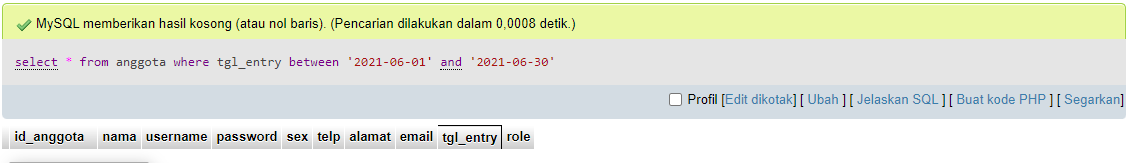 MySQL memberikan hasil kosong (atau nol baris). (Pencarian dilakukan dalam 0,0008 detik.)
select * from anggota where tgl_entry between '2021-06-01' and '2021-06-30'
Profil [Edit dikotak] [ Ubah ] [ Jelaskan SQL ] [ Buat kode PHP ] [ Segarkan]
id_anggota nama username password sex telp alamat email tgl_entry role